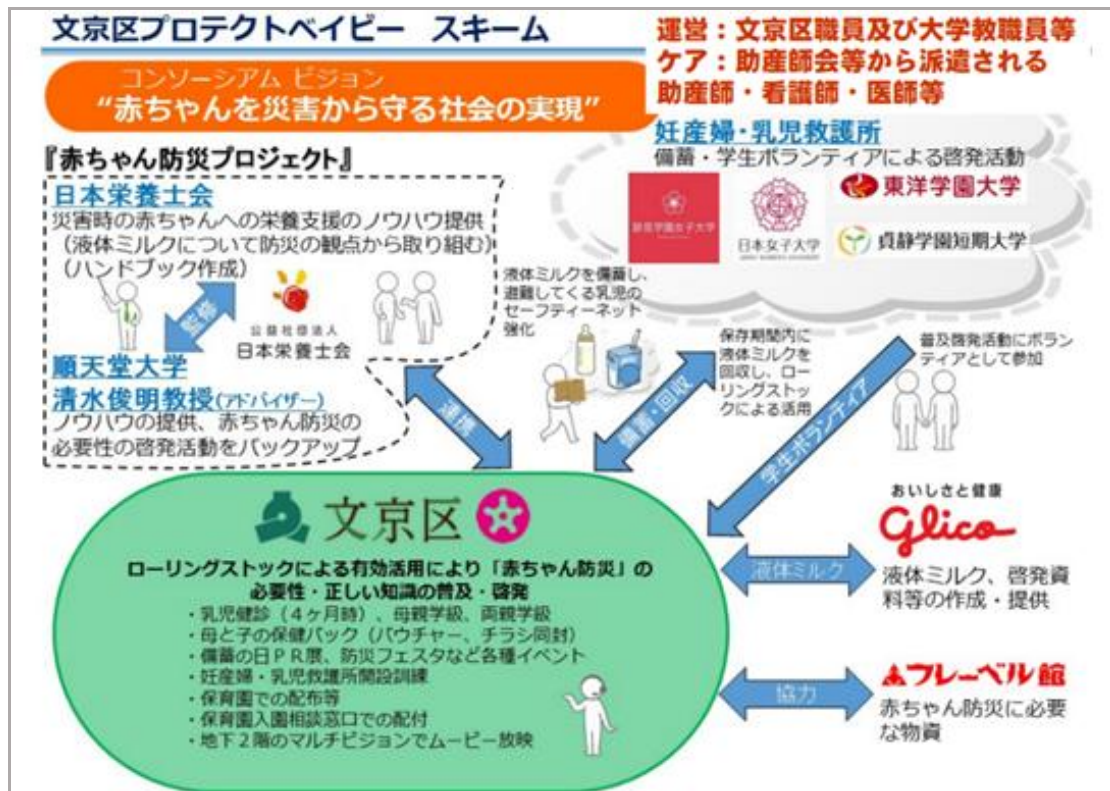 文京区プロテクトベイビー スキーム
コンソーシアム ビジョン
“赤ちゃんを災害から守る社会の実現”
運営：文京区職員及び大学教職員等
ケア：助産師会等から派遣される
助産師・看護師・医師等
妊産婦・乳児救護所
備蓄・学生ボランティアによる啓発活動
跡見学園女子大学
日本女子大学
JAPAN WOMEN'S UNIVERSITY
東洋学園大学
貞静学園短期大学
『赤ちゃん防災プロジェクト』
日本栄養士会
災害時の赤ちゃんへの栄養支援のノウハウ提供
（液体ミルクについて防災の観点から取り組む）
（ハンドブック作成）
監修
公益社団法人
日本栄養士会
順天堂大学
清水俊明教授(アドバイザー)
ノウハウの提供、赤ちゃん防災の
必要性の啓発活動をバックアップ
連携
液体ミルクを備蓄し、
避難してくる乳児の
セーフティーネット
強化
備蓄・回収
保存期間内に
液体ミルクを
回収し、ロー
リングストッ
クによる活用
学生ボランティア
普及啓発活動にボラン
ティアとして参加
文京区
ローリングストックによる有効活用により「赤ちゃん防災」の
必要性・正しい知識の普及・啓発
・乳児健診（４ヶ月時）、母親学級、両親学級
・母と子の保健バック（バウチャー、チラシ同封）
・備蓄の日ＰＲ展、防災フェスタなど各種イベント
・妊産婦・乳児救護所開設訓練
・保育園での配布等
・保育園入園相談窓口での配付
・地下２階のマルチビジョンでムービー放映
液体ミルク
おいしさと健康
Glico
液体ミルク、啓発資
料等の作成・提供
協力
フレーベル館
赤ちゃん防災に必要
な物資